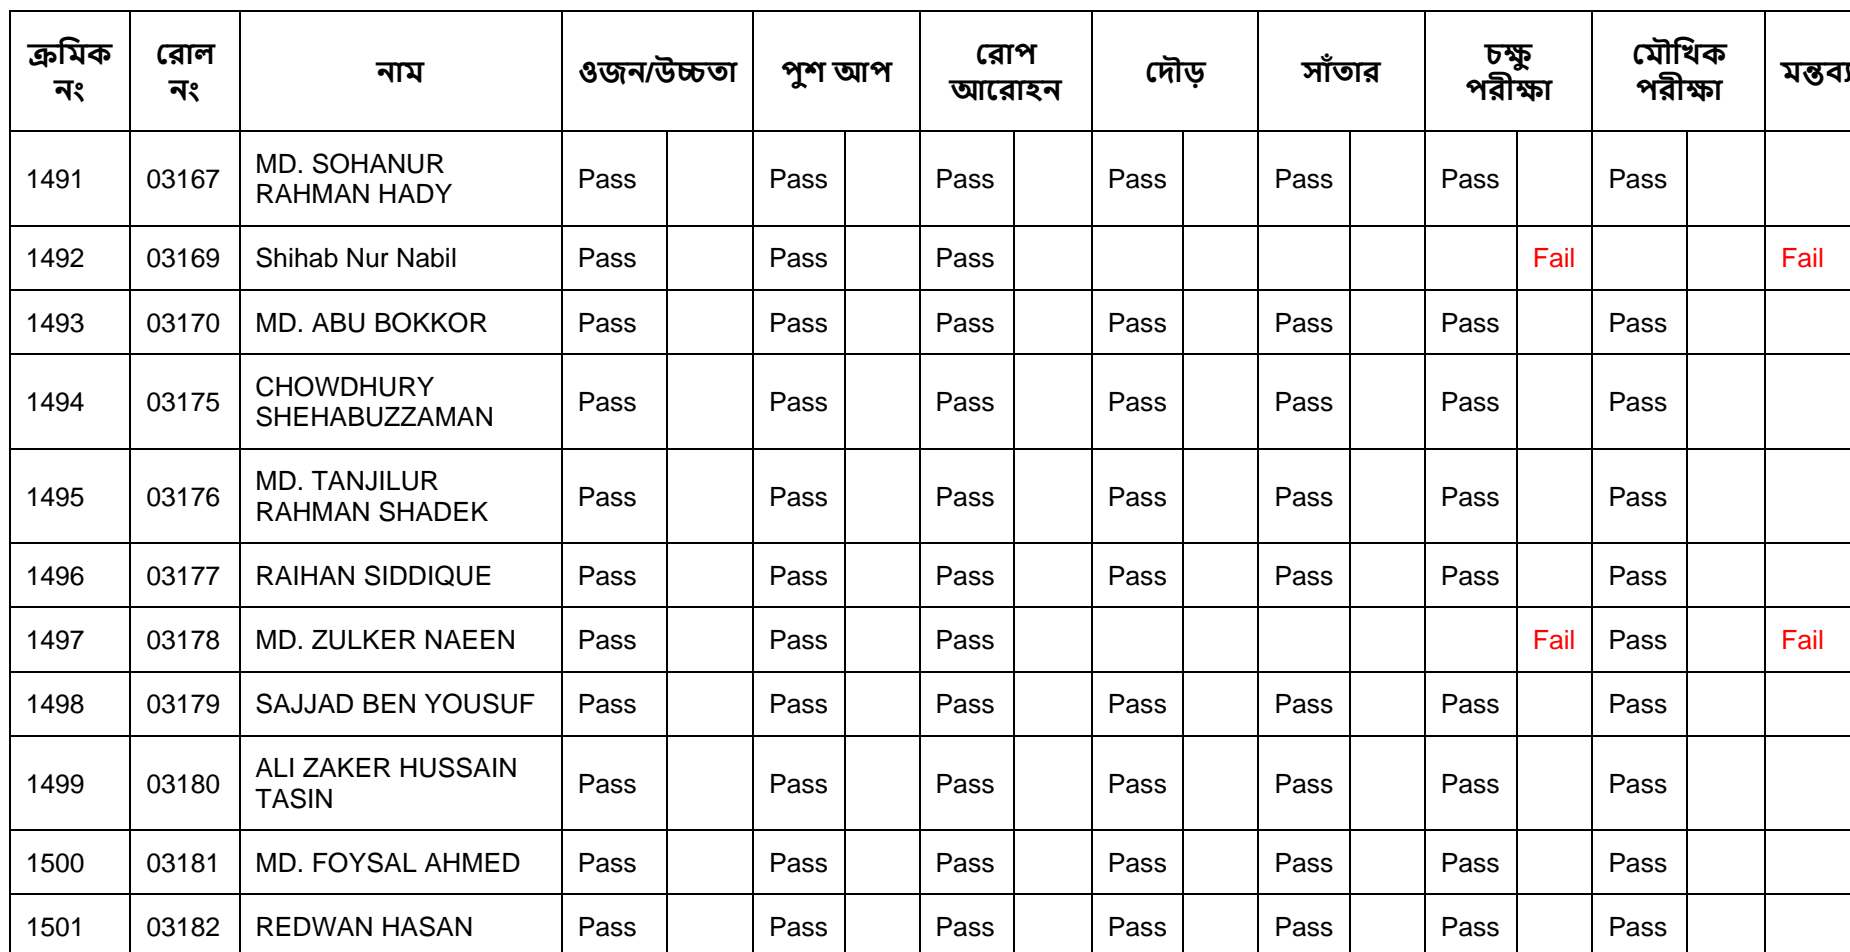 ক্রমিক নং রোল নং নাম ওজন/উচ্চতা পুশ আপ রোপ আরোহন দৌড় সাঁতার চক্ষু পরীক্ষা মৌখিক পরীক্ষা মন্তব্য
1491 03167 MD. SOHANUR RAHMAN HADY Pass Pass Pass Pass Pass Pass Pass
1492 03169 Shihab Nur Nabil Pass Pass Pass Fail Fail
1493 03170 MD. ABU BOKKOR Pass Pass Pass Pass Pass Pass Pass
1494 03175 CHOWDHURY SHEHABUZZAMAN Pass Pass Pass Pass Pass Pass Pass
1495 03176 MD. TANJILUR RAHMAN SHADEK Pass Pass Pass Pass Pass Pass Pass
1496 03177 RAIHAN SIDDIQUE Pass Pass Pass Pass Pass Pass Pass
1497 03178 MD. ZULKER NAEEN Pass Pass Pass Fail Pass Fail
1498 03179 SAJJAD BEN YOUSUF Pass Pass Pass Pass Pass Pass Pass
1499 03180 ALI ZAKER HUSSAIN TASIN Pass Pass Pass Pass Pass Pass Pass
1500 03181 MD. FOYSAL AHMED Pass Pass Pass Pass Pass Pass Pass
1501 03182 REDWAN HASAN Pass Pass Pass Pass Pass Pass Pass